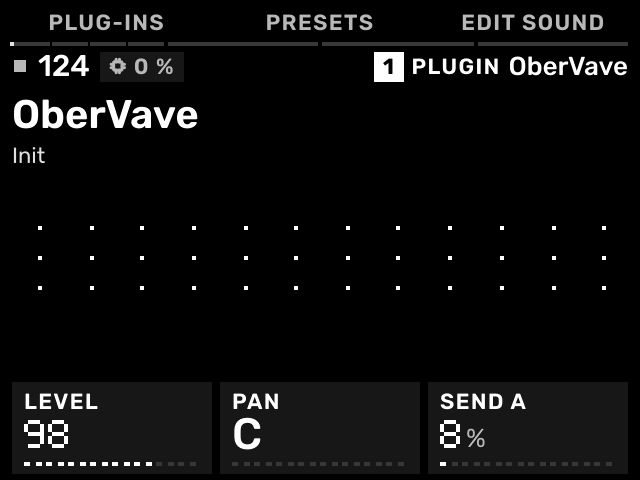 PLUG-INS PRESETS EDIT SOUND
124 0 % 1 PLUGIN OberVave
OberVave
Init
LEVEL PAN SEND A
98 C 8 %